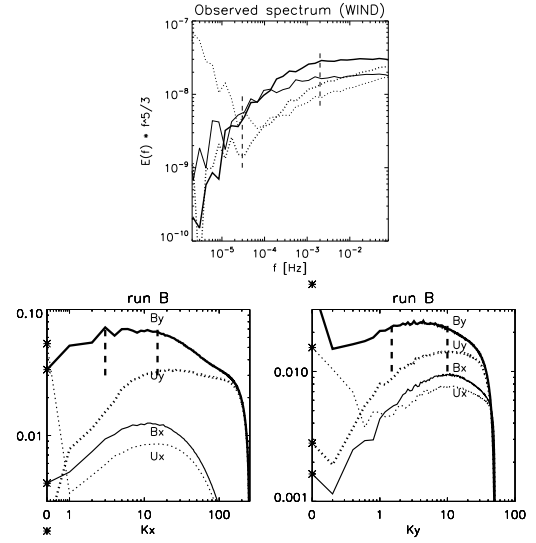 Observed spectrum (WIND)
10^-7
10^-8
10^-9
10^-10
E(f) * f^5/3
10^-5 10^-4 10^-3 10^-2
f [Hz]
run B
0.10
0.01
By
Uy
Bx
Ux
0 1 10 100
Kx
run B
0.010
0.001
By
Uy
Bx
Ux
0 1 10 100
Ky